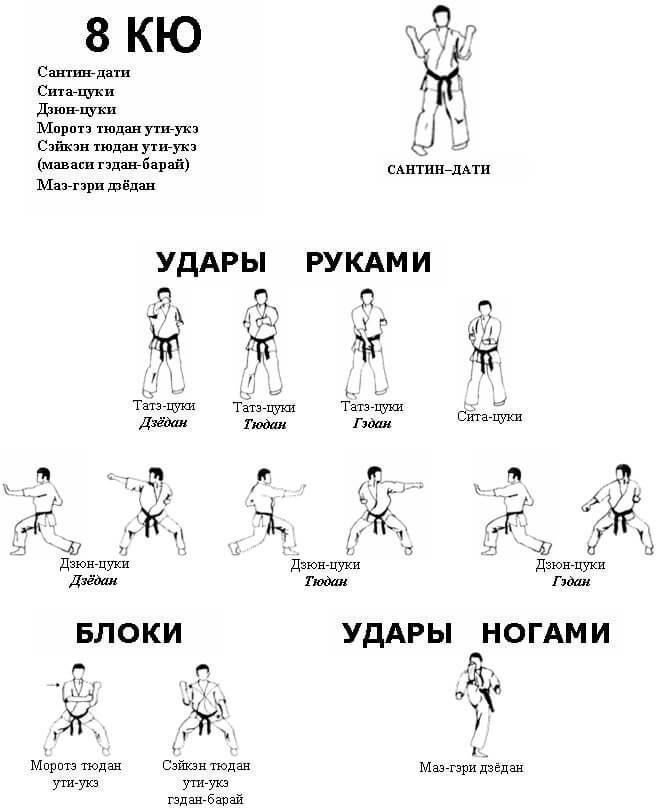 8 КЮ
Сантин-дати
Сита-цуки
Дзюн-цуки
Моротэ тюдан ути-укэ
Сэйкэн тюдан ути-укэ
(маваси гэдан-барай)
Маэ-гэри дзёдан
САНТИН–ДАТИ
УДАРЫ РУКАМИ
Татэ-цуки
Дзёдан
Татэ-цуки
Тюдан
Татэ-цуки
Гэдан
Сита-цуки
Дзюн-цуки
Дзёдан
Дзюн-цуки
Тюдан
Дзюн-цуки
Гэдан
БЛОКИ
Моротэ тюдан
ути-укэ
Сэйкэн тюдан
ути-укэ
гэдан-барай
УДАРЫ НОГАМИ
Маэ-гэри дзёдан